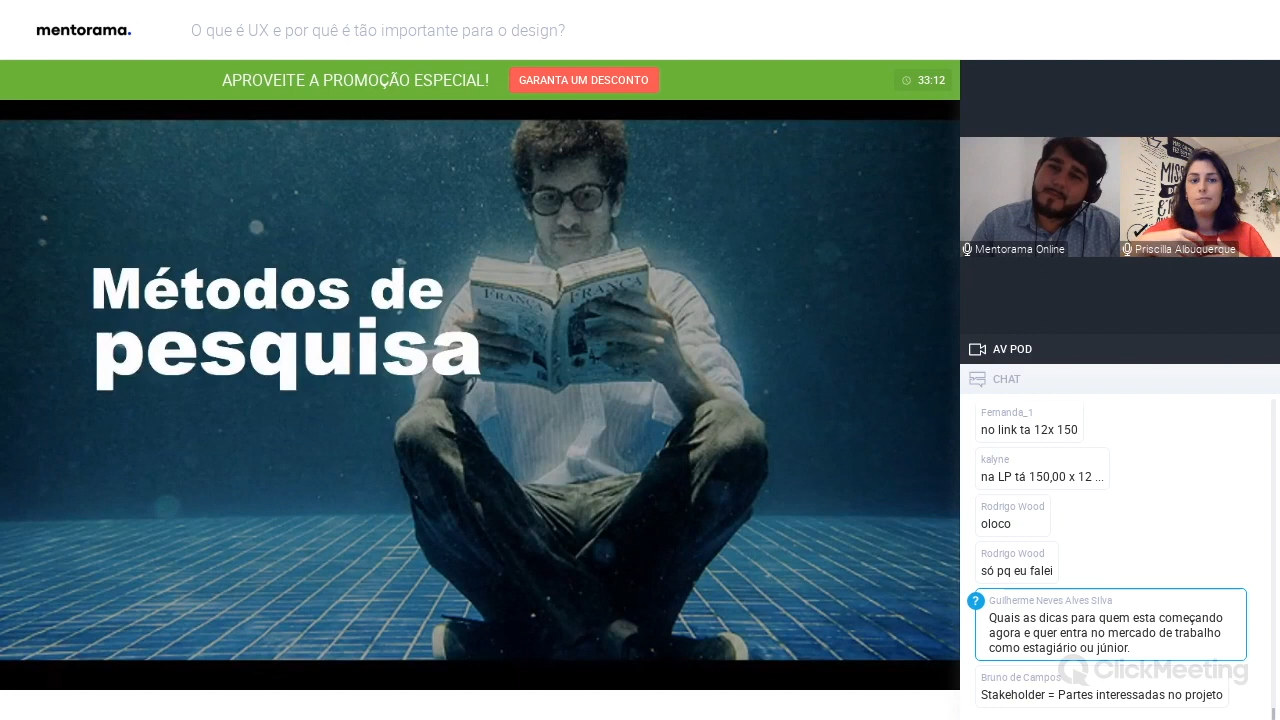 mentorama.
O que é UX e por quê é tão importante para o design?
APROVEITE A PROMOÇÃO ESPECIAL!
GARANTA UM DESCONTO
33:12
Métodos de
pesquisa
FRANÇA
FRANÇA
Mentorama Online
Priscilla Albuquerque
AV POD
CHAT
Fernanda_1
no link ta 12x 150
kalyne
na LP tá 150,00 x 12 ...
Rodrigo Wood
oloco
Rodrigo Wood
só pq eu falei
?
Guilherme Neves Alves Silva
Quais as dicas para quem esta começando
agora e quer entra no mercado de trabalho
como estagiário ou júnior.
ClickMeeting
Bruno de Campos
Stakeholder = Partes interessadas no projeto